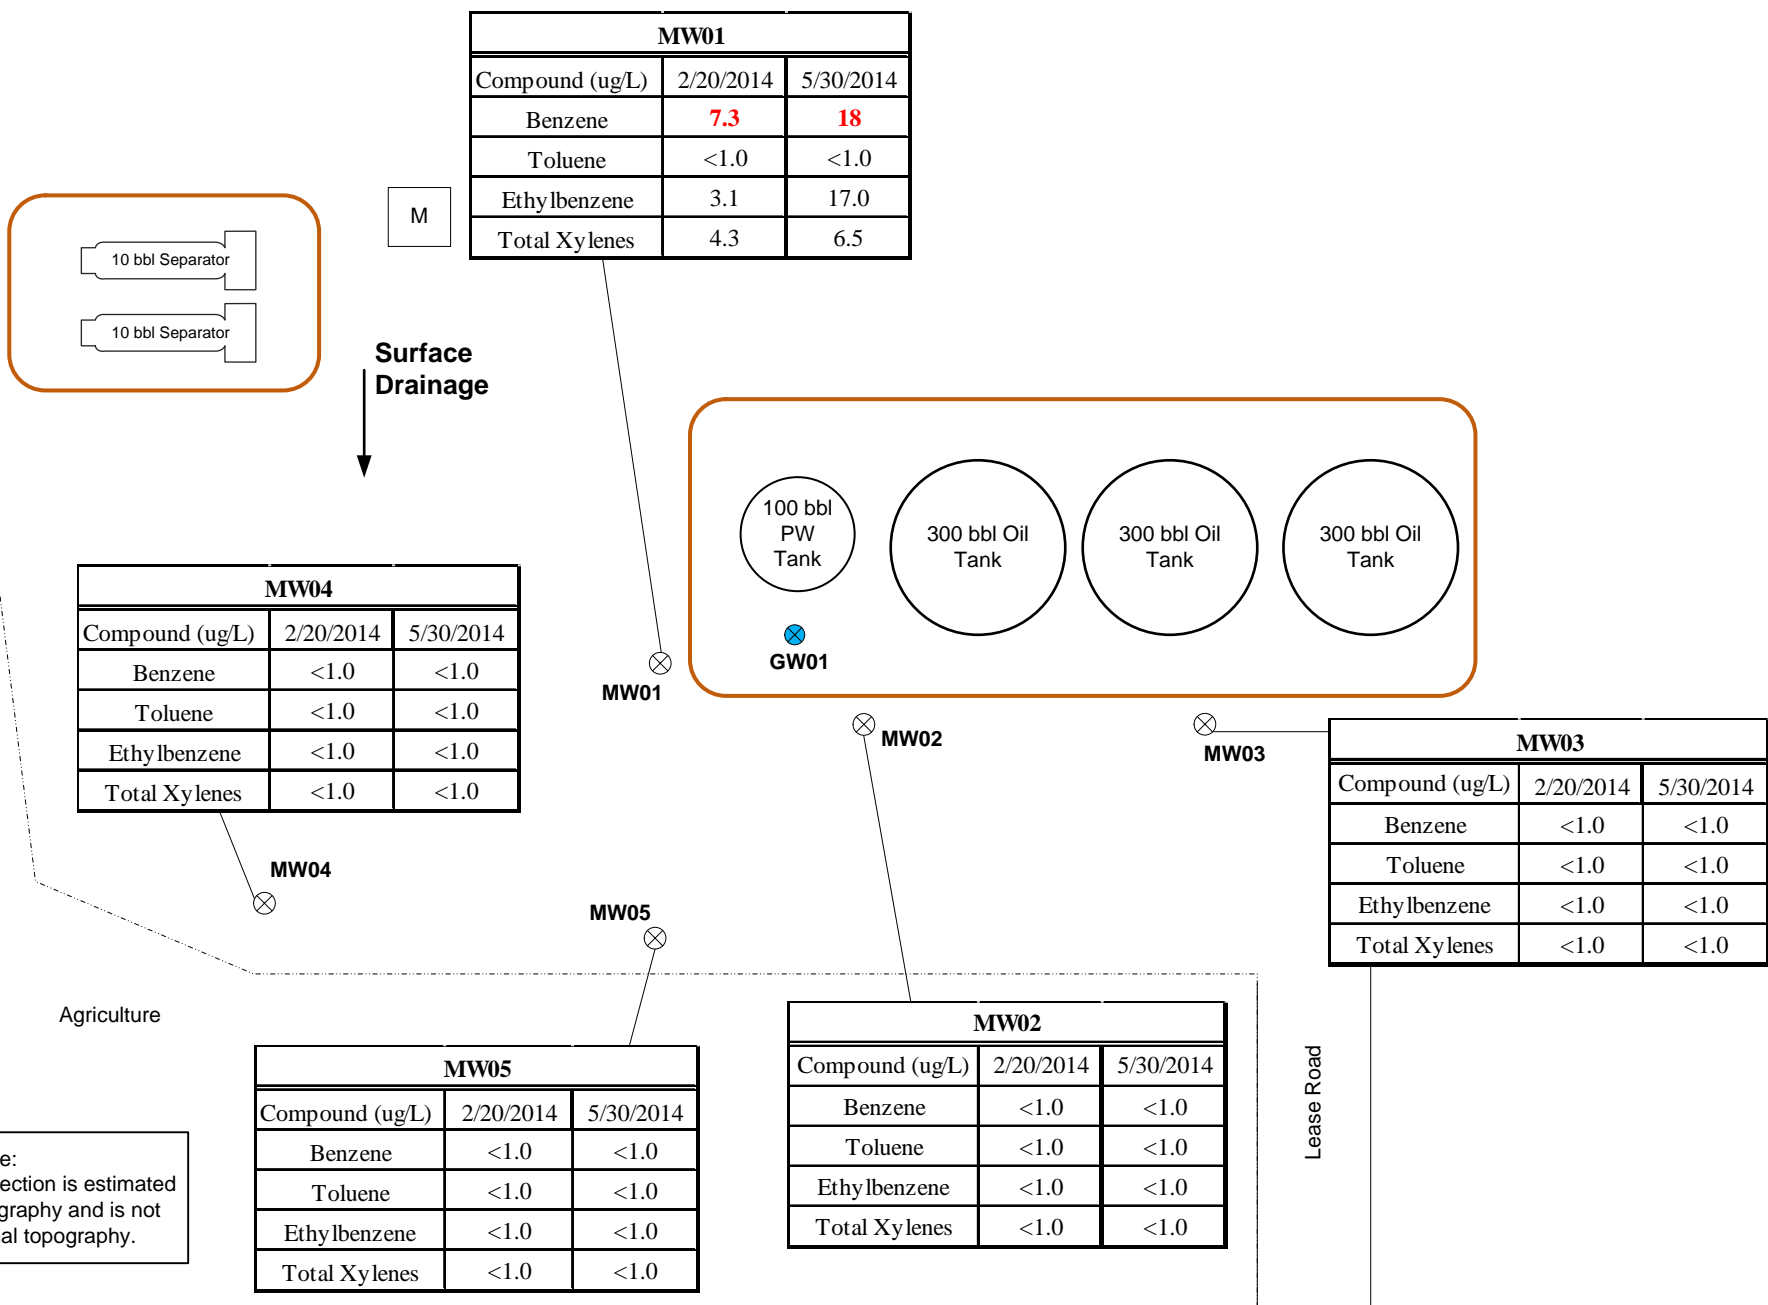 MW01
Compound (ug/L) 2/20/2014 5/30/2014
Benzene 7.3 18
Toluene <1.0 <1.0
Ethylbenzene 3.1 17.0
Total Xylenes 4.3 6.5
M
10 bbl Separator
10 bbl Separator
Surface
Drainage
100 bbl
PW
Tank
300 bbl Oil
Tank
300 bbl Oil
Tank
300 bbl Oil
Tank
GW01
MW01
MW02
MW03
MW04
Compound (ug/L) 2/20/2014 5/30/2014
Benzene <1.0 <1.0
Toluene <1.0 <1.0
Ethylbenzene <1.0 <1.0
Total Xylenes <1.0 <1.0
MW04
MW05
MW03
Compound (ug/L) 2/20/2014 5/30/2014
Benzene <1.0 <1.0
Toluene <1.0 <1.0
Ethylbenzene <1.0 <1.0
Total Xylenes <1.0 <1.0
Agriculture
MW05
Compound (ug/L) 2/20/2014 5/30/2014
Benzene <1.0 <1.0
Toluene <1.0 <1.0
Ethylbenzene <1.0 <1.0
Total Xylenes <1.0 <1.0
MW02
Compound (ug/L) 2/20/2014 5/30/2014
Benzene <1.0 <1.0
Toluene <1.0 <1.0
Ethylbenzene <1.0 <1.0
Total Xylenes <1.0 <1.0
Lease Road
e:
ection is estimated
graphy and is not
al topography.